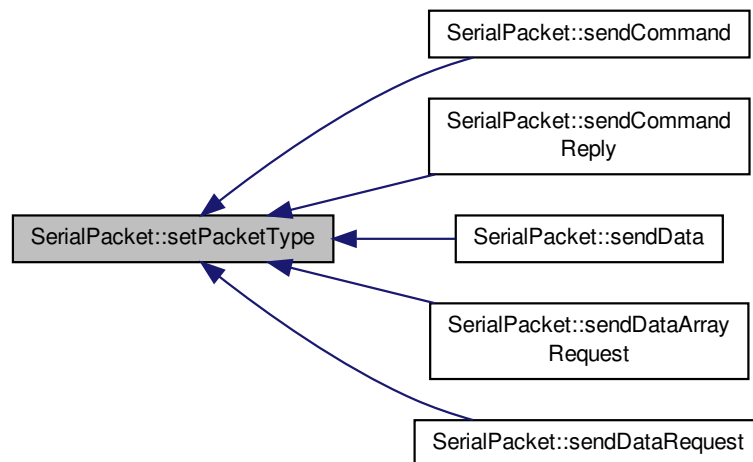 SerialPacket::sendCommand
SerialPacket::sendCommand
Reply
SerialPacket::setPacketType
SerialPacket::sendData
SerialPacket::sendDataArray
Request
SerialPacket::sendDataRequest